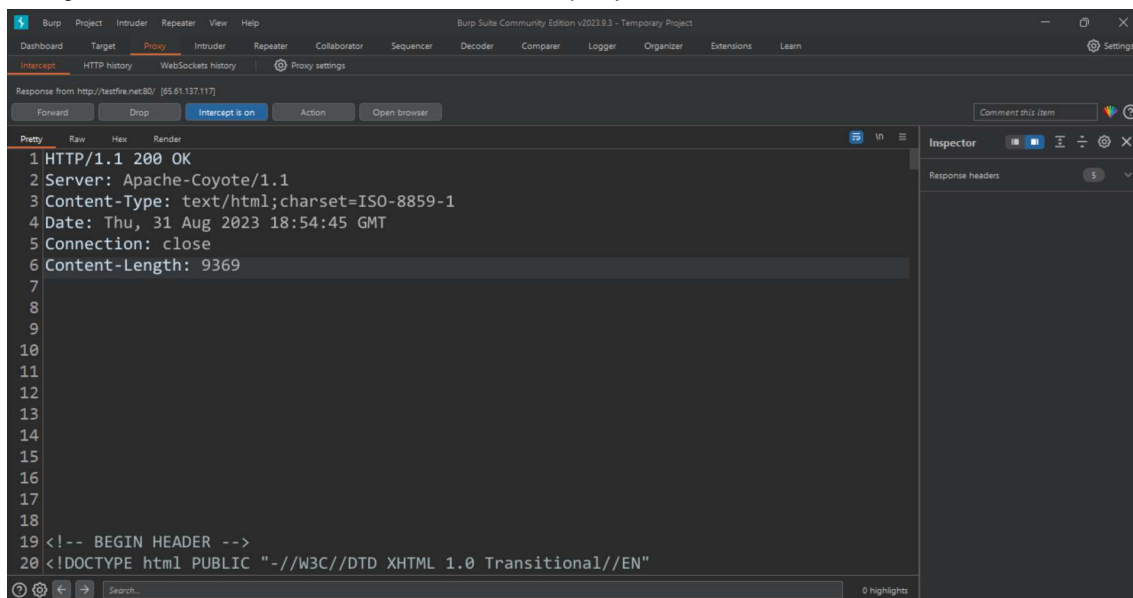 Burp Project Intruder Repeater View Help Burp Suite Community Edition v2023.9.3 - Temporary Project
Dashboard Target Proxy Intruder Repeater Collaborator Sequencer Decoder Comparer Logger Organizer Extensions Learn Settings
Intercept HTTP history WebSockets history Proxy settings
Response from http://testfire.net:80/ [65.61.137.117]
Forward Drop Intercept is on Action Open browser Comment this item
Pretty Raw Hex Render \n Inspector
1 HTTP/1.1 200 OK
2 Server: Apache-Coyote/1.1
Response headers 5
3 Content-Type: text/html;charset=ISO-8859-1
4 Date: Thu, 31 Aug 2023 18:54:45 GMT
5 Connection: close
6 Content-Length: 9369
7
8
9
10
11
12
13
14
15
16
17
18
19 <!-- BEGIN HEADER -->
20 <!DOCTYPE html PUBLIC "-//W3C//DTD XHTML 1.0 Transitional//EN"
Search... 0 highlights